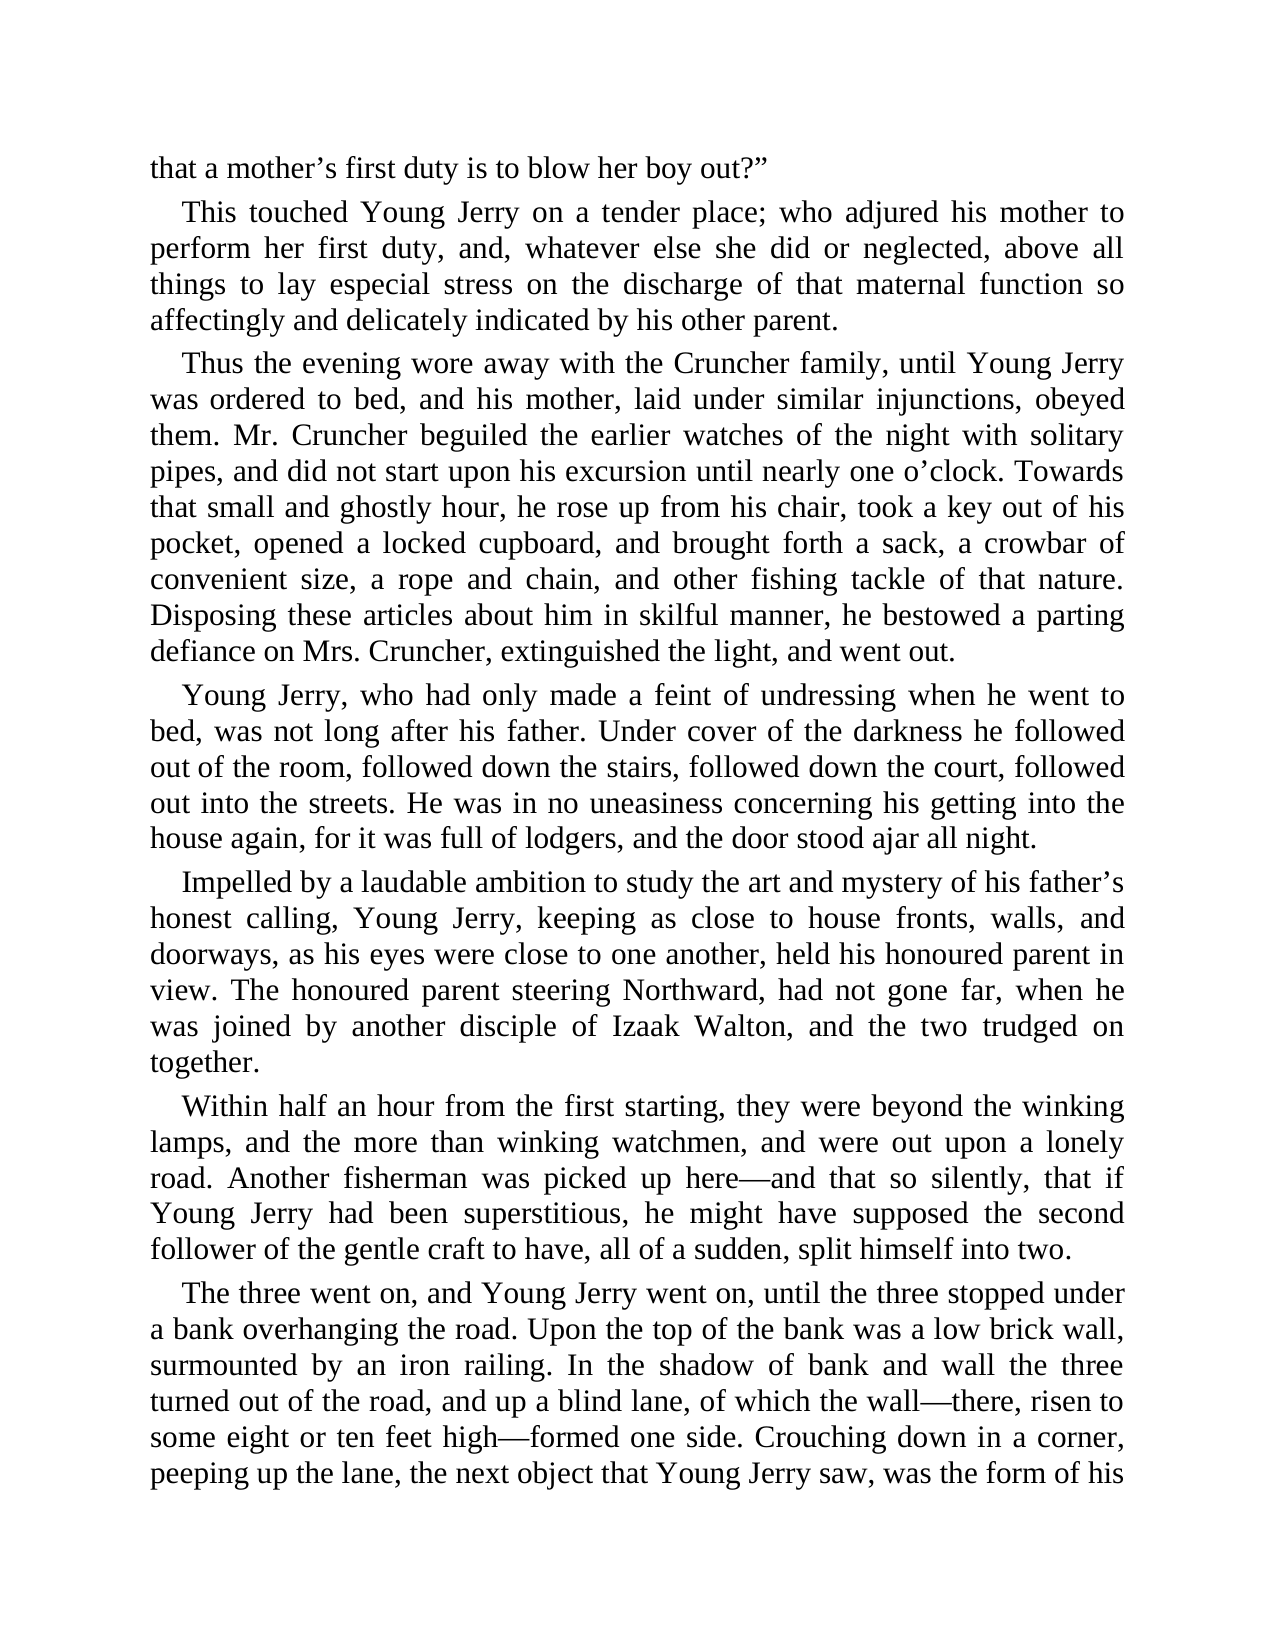 that a mother’s first duty is to blow her boy out?”
This touched Young Jerry on a tender place; who adjured his mother to
perform her first duty, and, whatever else she did or neglected, above all
things to lay especial stress on the discharge of that maternal function so
affectingly and delicately indicated by his other parent.
Thus the evening wore away with the Cruncher family, until Young Jerry
was ordered to bed, and his mother, laid under similar injunctions, obeyed
them. Mr. Cruncher beguiled the earlier watches of the night with solitary
pipes, and did not start upon his excursion until nearly one o’clock. Towards
that small and ghostly hour, he rose up from his chair, took a key out of his
pocket, opened a locked cupboard, and brought forth a sack, a crowbar of
convenient size, a rope and chain, and other fishing tackle of that nature.
Disposing these articles about him in skilful manner, he bestowed a parting
defiance on Mrs. Cruncher, extinguished the light, and went out.
Young Jerry, who had only made a feint of undressing when he went to
bed, was not long after his father. Under cover of the darkness he followed
out of the room, followed down the stairs, followed down the court, followed
out into the streets. He was in no uneasiness concerning his getting into the
house again, for it was full of lodgers, and the door stood ajar all night.
Impelled by a laudable ambition to study the art and mystery of his father’s
honest calling, Young Jerry, keeping as close to house fronts, walls, and
doorways, as his eyes were close to one another, held his honoured parent in
view. The honoured parent steering Northward, had not gone far, when he
was joined by another disciple of Izaak Walton, and the two trudged on
together.
Within half an hour from the first starting, they were beyond the winking
lamps, and the more than winking watchmen, and were out upon a lonely
road. Another fisherman was picked up here—and that so silently, that if
Young Jerry had been superstitious, he might have supposed the second
follower of the gentle craft to have, all of a sudden, split himself into two.
The three went on, and Young Jerry went on, until the three stopped under
a bank overhanging the road. Upon the top of the bank was a low brick wall,
surmounted by an iron railing. In the shadow of bank and wall the three
turned out of the road, and up a blind lane, of which the wall—there, risen to
some eight or ten feet high—formed one side. Crouching down in a corner,
peeping up the lane, the next object that Young Jerry saw, was the form of his